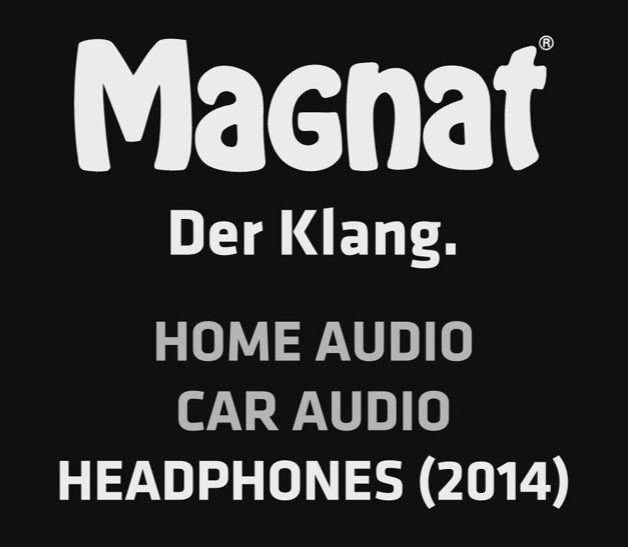 Magnat®
Der Klang.
HOME AUDIO
CAR AUDIO
HEADPHONES (2014)